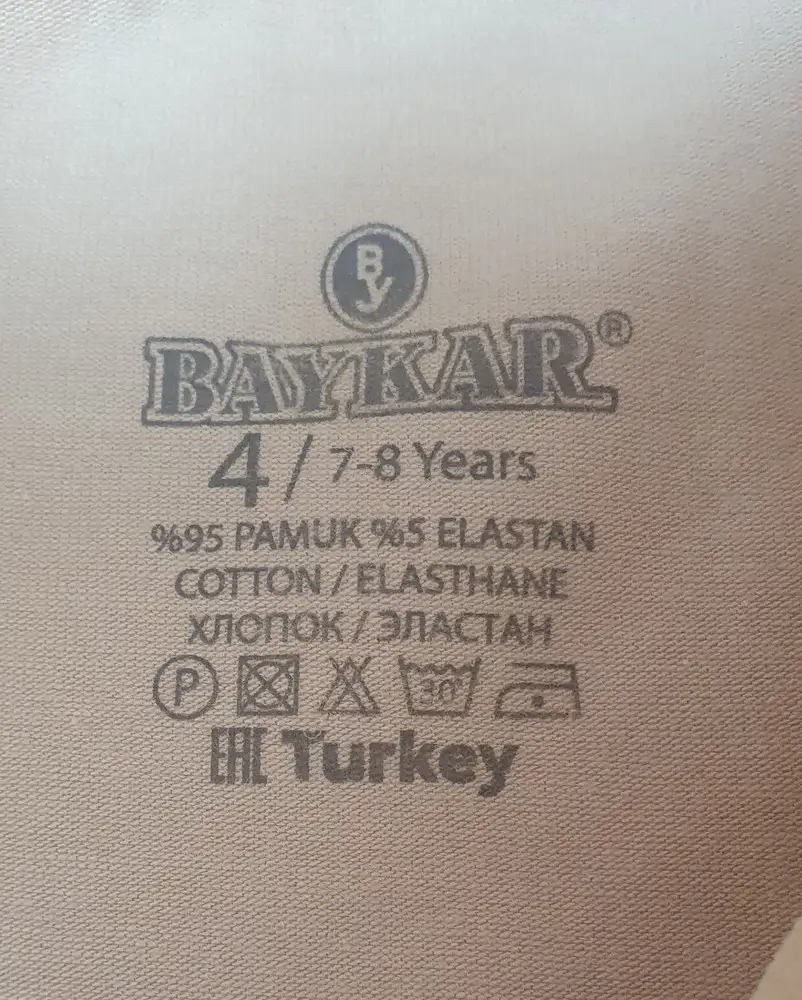 BY
BAYKAR®
4 / 7-8 Years
%95 PAMUK %5 ELASTAN
COTTON / ELASTHANE
ХЛОПОК / ЭЛАСТАН
P 30°
EAC Turkey